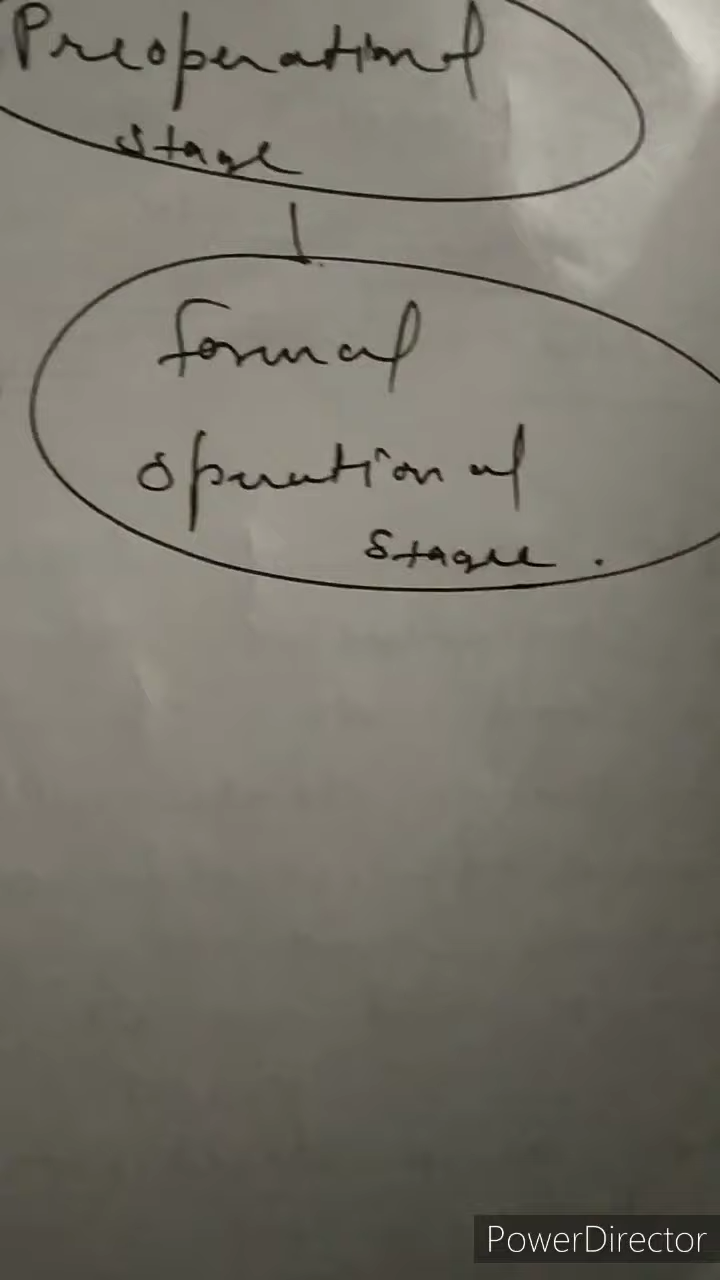 Preoperational
stage
formal
operational
stage.
PowerDirector